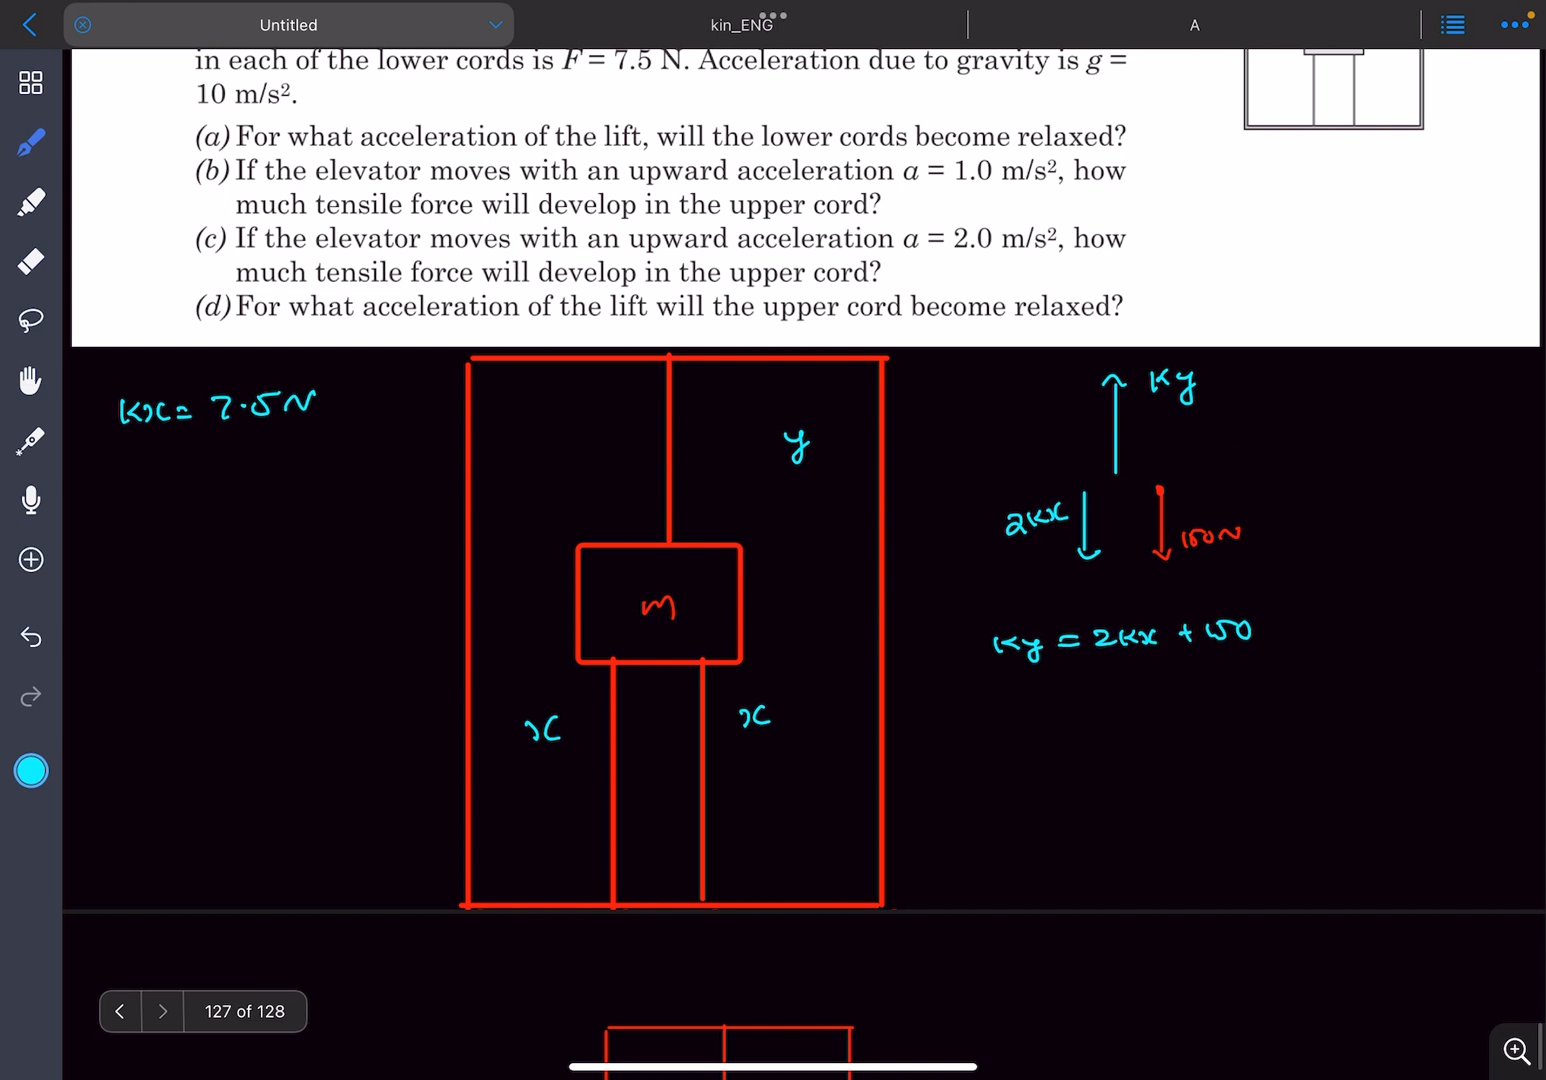 Untitled
kin_ENG
A
in each of the lower cords is F = 7.5 N. Acceleration due to gravity is g =
10 m/s².
(a) For what acceleration of the lift, will the lower cords become relaxed?
(b) If the elevator moves with an upward acceleration a = 1.0 m/s², how
much tensile force will develop in the upper cord?
(c) If the elevator moves with an upward acceleration a = 2.0 m/s², how
much tensile force will develop in the upper cord?
(d) For what acceleration of the lift will the upper cord become relaxed?
kx = 7.5N
y
ky
2kx
150N
m
ky = 2kx + 150
x
x
127 of 128